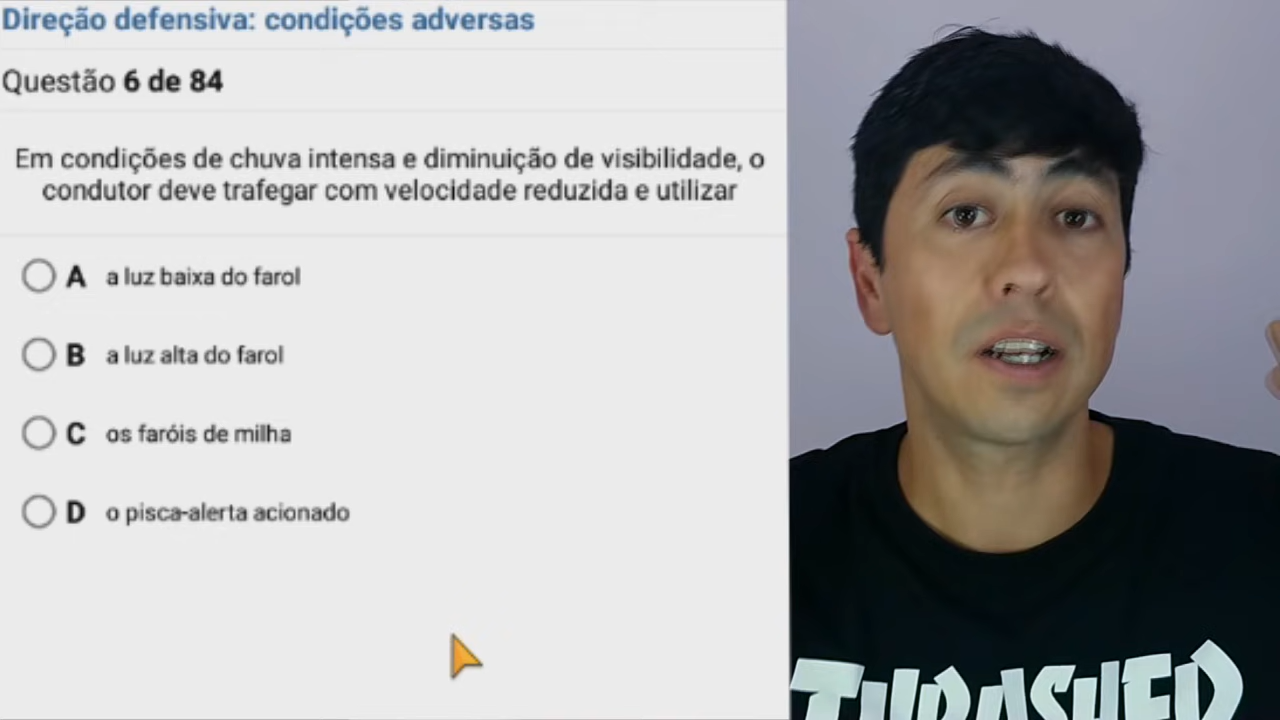 Direção defensiva: condições adversas
Questão 6 de 84
Em condições de chuva intensa e diminuição de visibilidade, o
condutor deve trafegar com velocidade reduzida e utilizar
A a luz baixa do farol
B a luz alta do farol
C os faróis de milha
D o pisca-alerta acionado
THRASHER